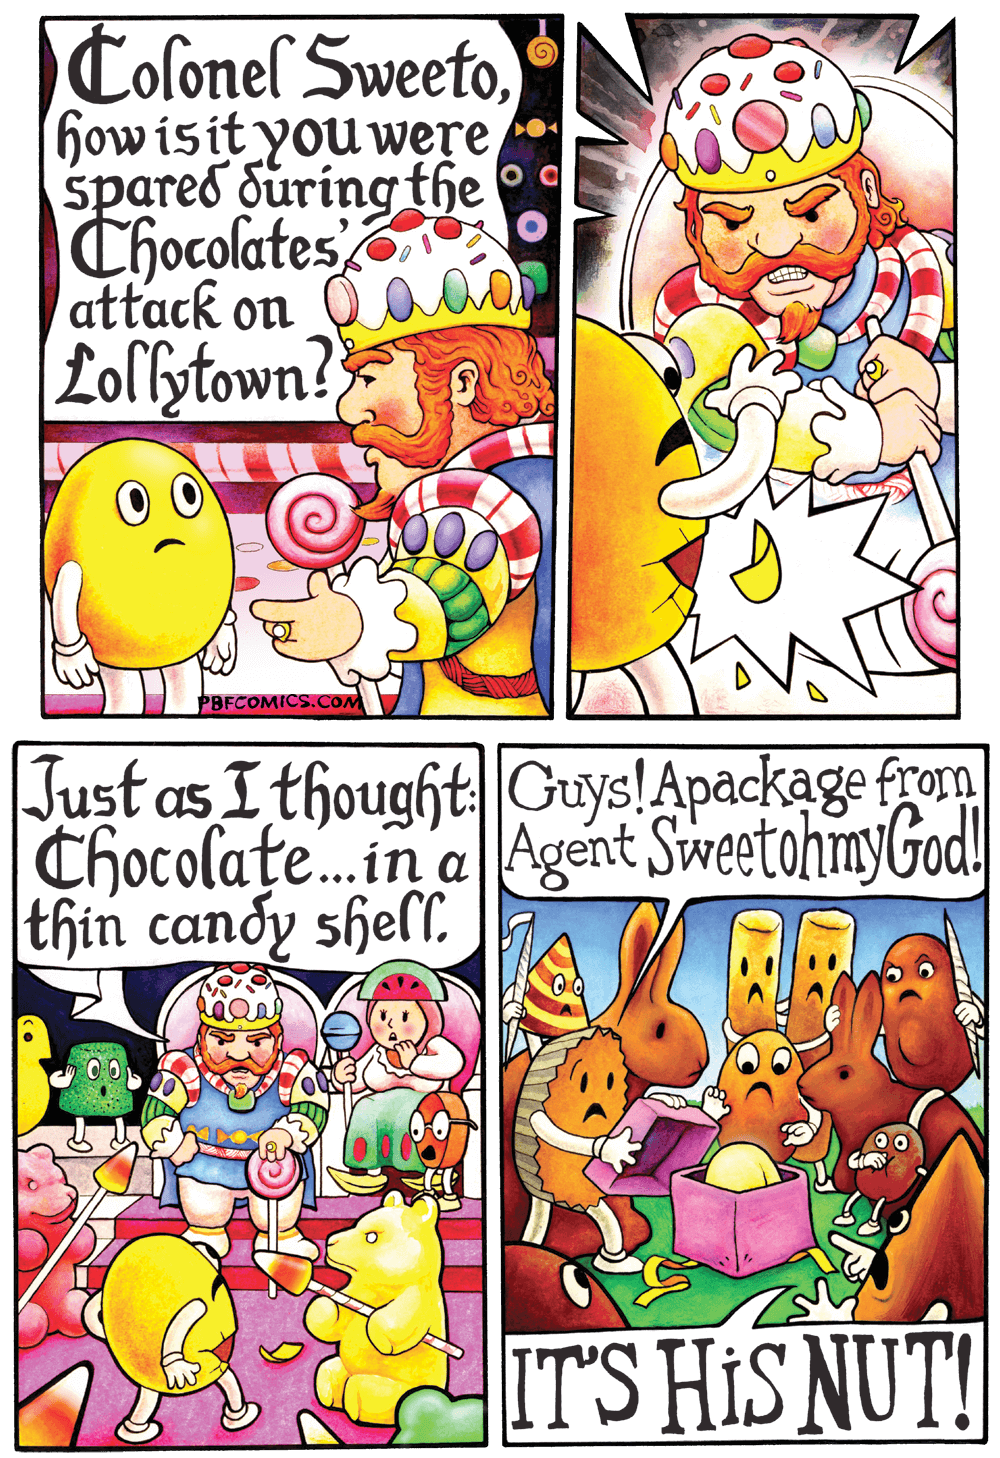 Colonel Sweeto,
how is it you were
spared during the
Chocolates'
attack on
Lollytown?
PBFCOMICS.COM
Just as I thought:
Chocolate...in a
thin candy shell.
Guys! A package from
Agent SweetohmyGod!
IT'S HiS NUT!